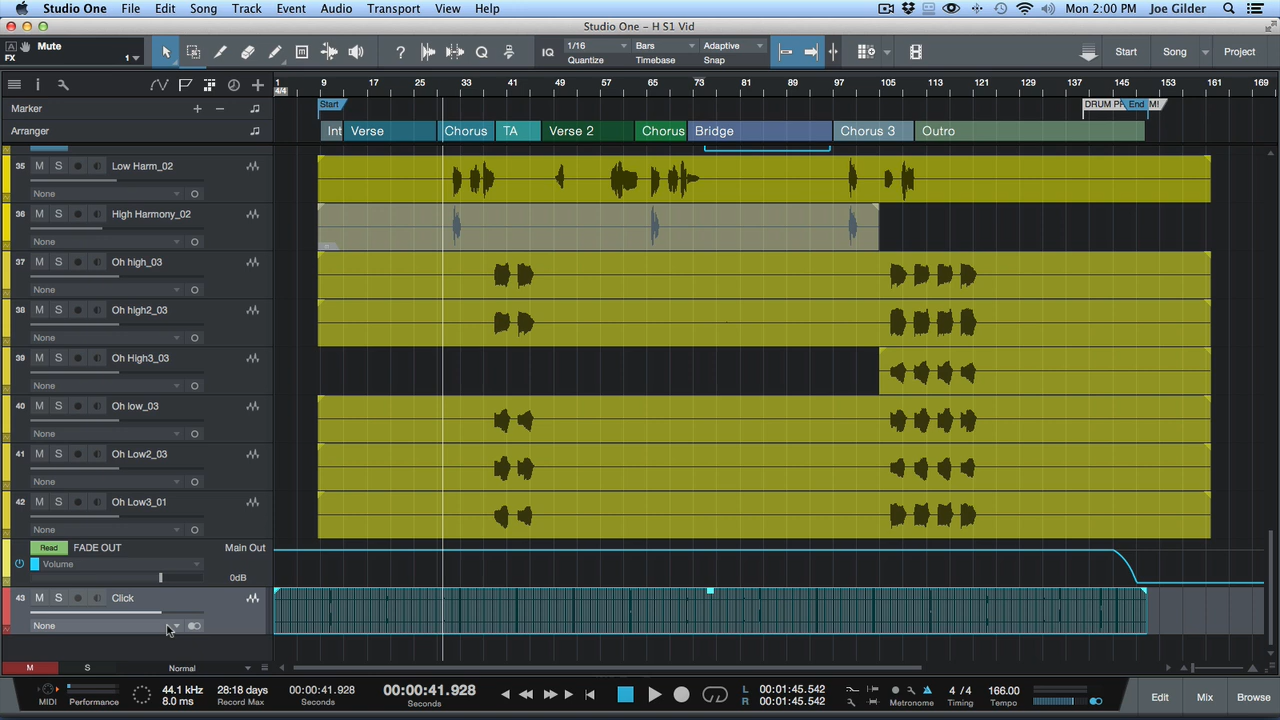 Studio One File Edit Song Track Event Audio Transport View Help Mon 2:00 PM Joe Gilder
Studio One - H S1 Vid
A Mute
FX 1
? Q IQ 1/16 Bars Adaptive Start Song Project
Quantize Timebase Snap
1 9 17 25 33 41 49 57 65 73 81 89 97 105 113 121 129 137 145 153 161 169
4/4
Marker Start End M!
Arranger Int Verse Chorus TA Verse 2 Chorus Bridge Chorus 3 Outro
35 M S Low Harm_02
None
36 M S High Harmony_02
None
37 M S Oh high_03
None
38 M S Oh high2_03
None
39 M S Oh High3_03
None
40 M S Oh low_03
None
41 M S Oh Low2_03
None
42 M S Oh Low3_01
None
Read FADE OUT Main Out
Volume
0dB
43 M S Click
None
M S Normal
MIDI Performance 44.1 kHz 8.0 ms 28:18 days Record Max 00:00:41.928 Seconds 00:00:41.928 Seconds L 00:01:45.542 R 00:01:45.542 Metronome 4 / 4 Timing 166.00 Tempo Edit Mix Browse